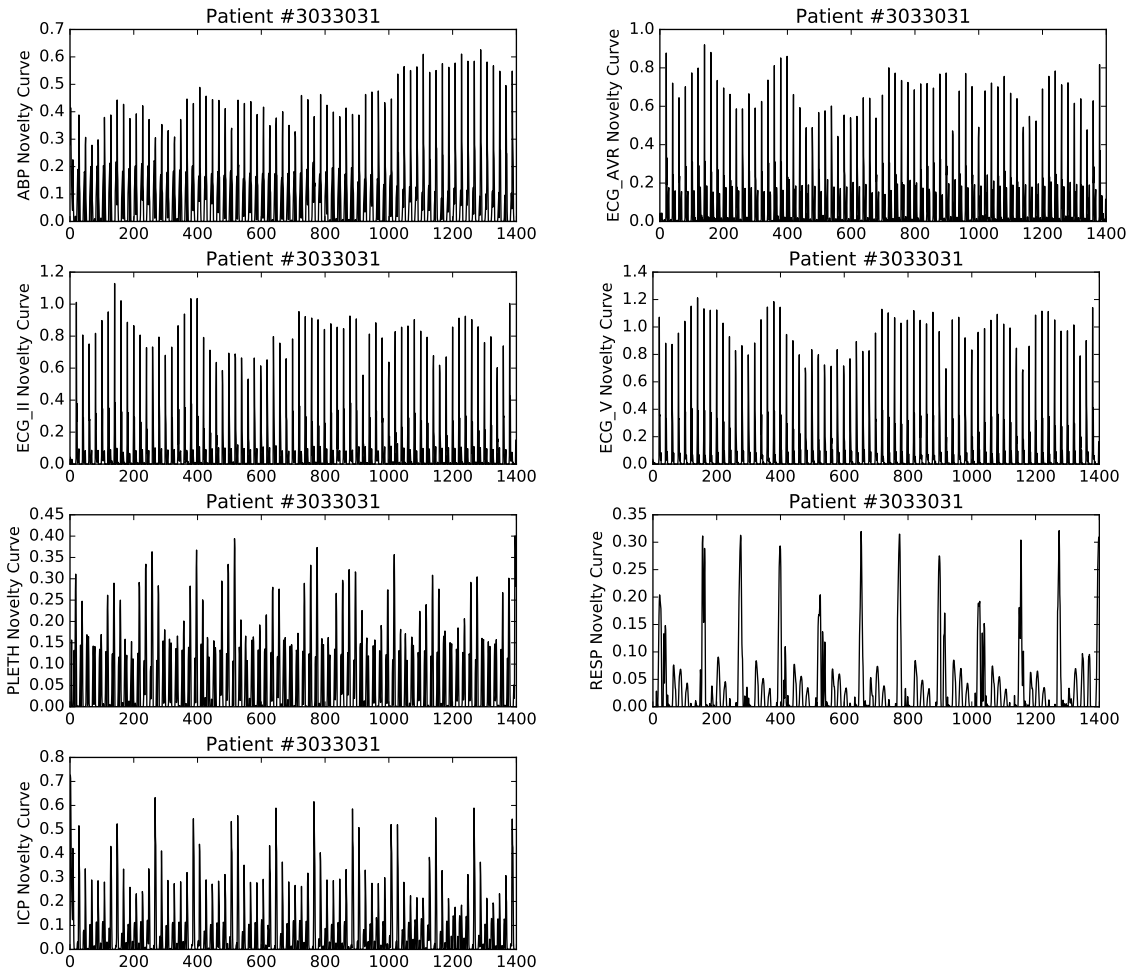 Patient #3033031
ABP Novelty Curve
0.7
0.6
0.5
0.4
0.3
0.2
0.1
0.0
0 200 400 600 800 1000 1200 1400
Patient #3033031
ECG_AVR Novelty Curve
1.0
0.8
0.6
0.4
0.2
0.0
0 200 400 600 800 1000 1200 1400
Patient #3033031
ECG_II Novelty Curve
1.2
1.0
0.8
0.6
0.4
0.2
0.0
0 200 400 600 800 1000 1200 1400
Patient #3033031
ECG_V Novelty Curve
1.4
1.2
1.0
0.8
0.6
0.4
0.2
0.0
0 200 400 600 800 1000 1200 1400
Patient #3033031
PLETH Novelty Curve
0.45
0.40
0.35
0.30
0.25
0.20
0.15
0.10
0.05
0.00
0 200 400 600 800 1000 1200 1400
Patient #3033031
RESP Novelty Curve
0.35
0.30
0.25
0.20
0.15
0.10
0.05
0.00
0 200 400 600 800 1000 1200 1400
Patient #3033031
ICP Novelty Curve
0.8
0.7
0.6
0.5
0.4
0.3
0.2
0.1
0.0
0 200 400 600 800 1000 1200 1400